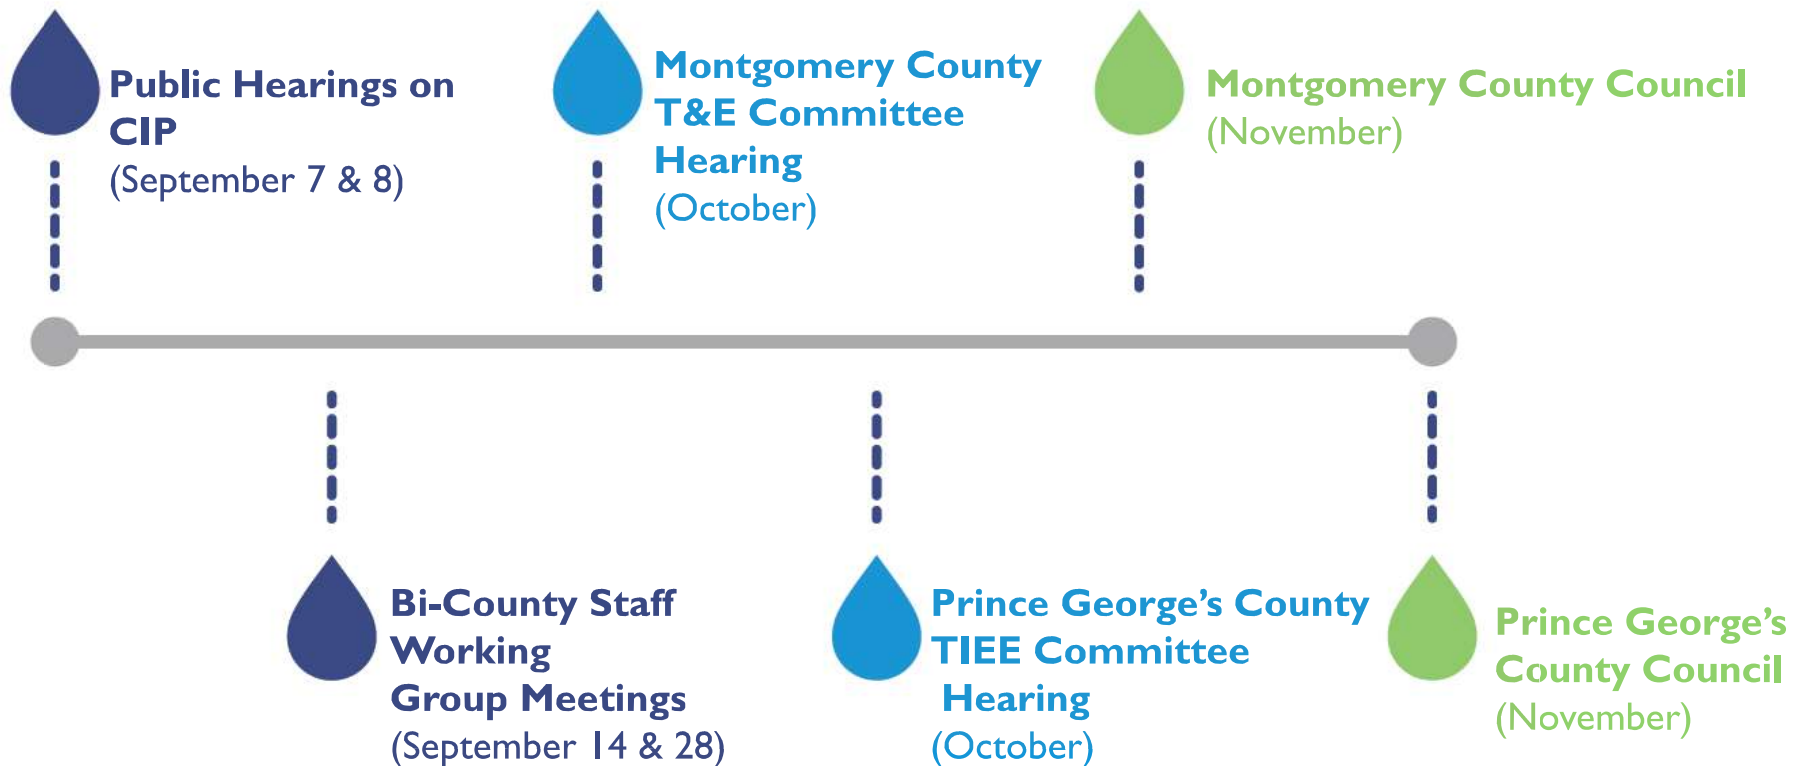 Public Hearings on
CIP
(September 7 & 8)
Montgomery County
T&E Committee
Hearing
(October)
Montgomery County Council
(November)
Bi-County Staff
Working
Group Meetings
(September 14 & 28)
Prince George’s County
TIEE Committee
Hearing
(October)
Prince George’s
County Council
(November)